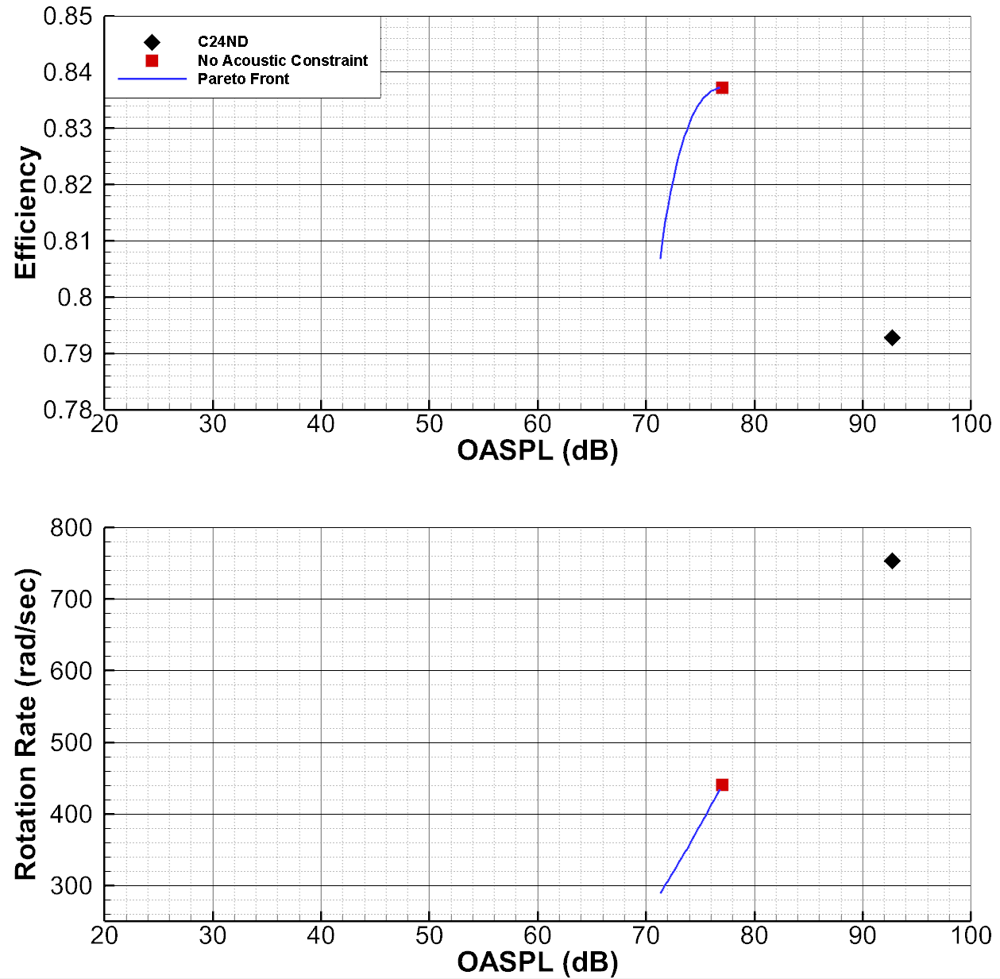 0.85
C24ND
No Acoustic Constraint
Pareto Front
0.84
0.83
0.82
0.81
0.8
0.79
0.78
Efficiency
20 30 40 50 60 70 80 90 100
OASPL (dB)
800
700
600
500
400
300
Rotation Rate (rad/sec)
20 30 40 50 60 70 80 90 100
OASPL (dB)